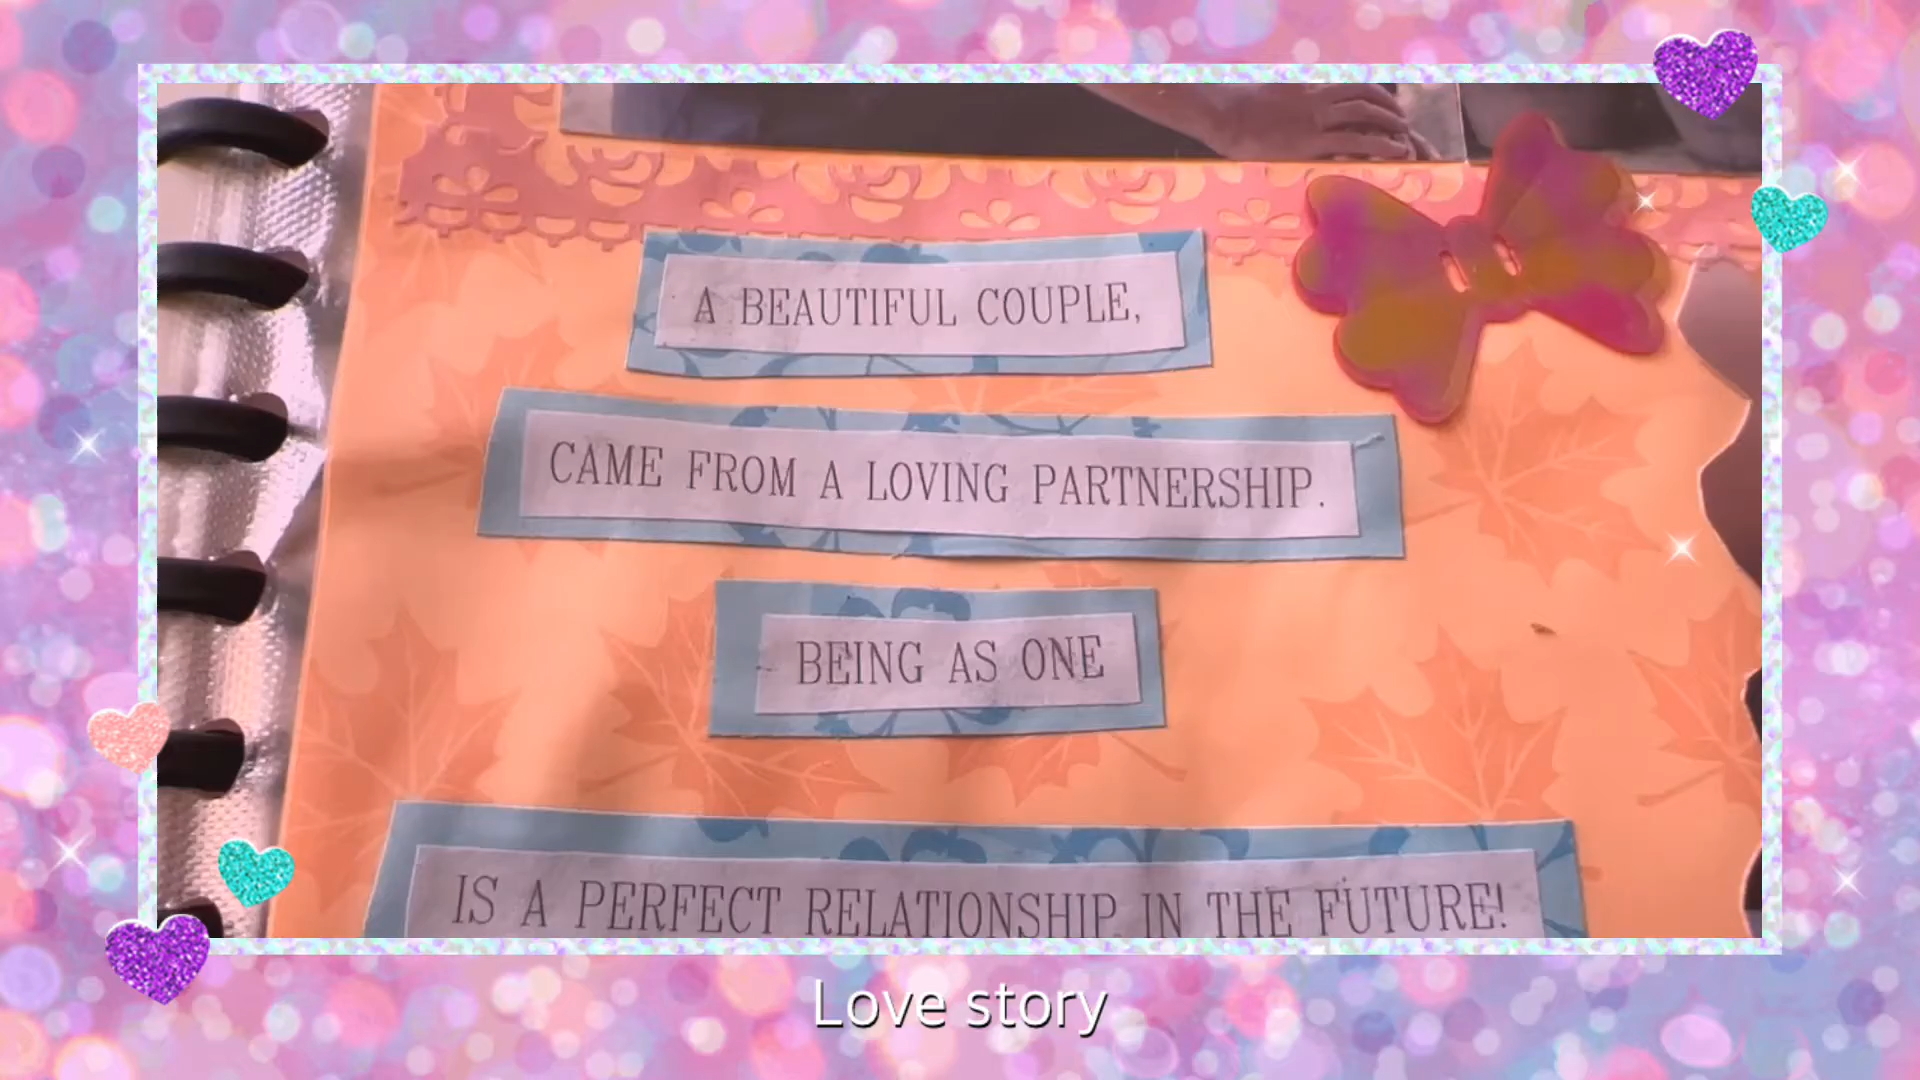 A BEAUTIFUL COUPLE,
CAME FROM A LOVING PARTNERSHIP.
BEING AS ONE
IS A PERFECT RELATIONSHIP IN THE FUTURE!
Love story